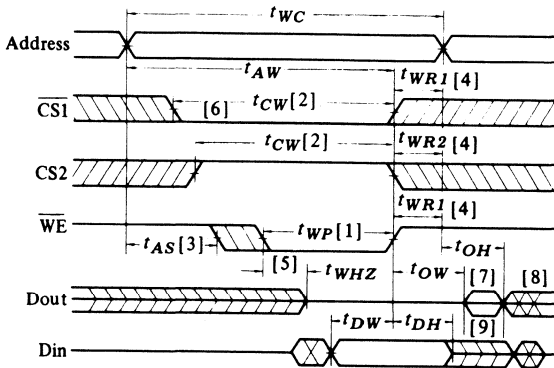 tWC
Address
tAW
tWR1 [4]
CS1
[6]
tCW[2]
tCW[2]
tWR2 [4]
CS2
tWR1 [4]
WE
tAS [3]
tWP [1]
tOH
[5]
tWHZ
tOW
[7]
[8]
Dout
[9]
tDW
tDH
Din